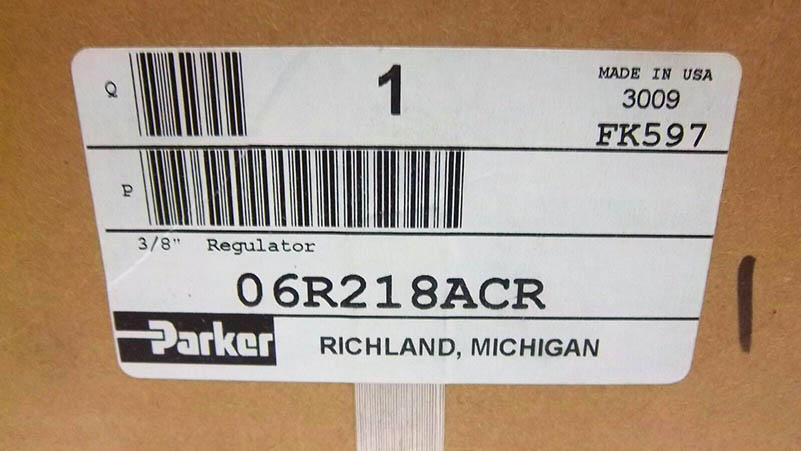 Q
1
MADE IN USA
3009
FK597
P
3/8" Regulator
06R218ACR
Parker
RICHLAND, MICHIGAN